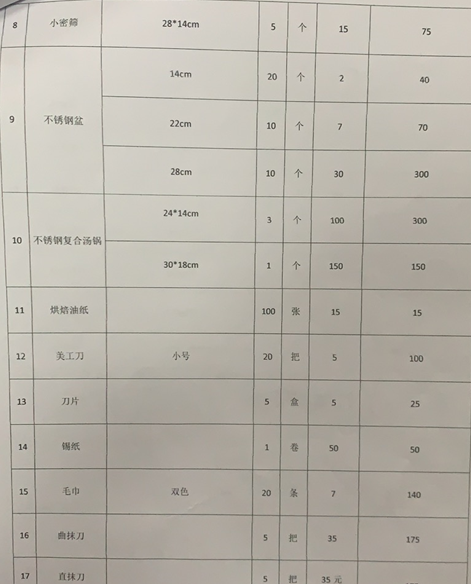 8 小密筛 28*14cm 5 个 15 75
14cm 20 个 2 40
9 不锈钢盆 22cm 10 个 7 70
28cm 10 个 30 300
24*14cm 3 个 100 300
10 不锈钢复合汤锅
30*18cm 1 个 150 150
11 烘焙油纸 100 张 15 15
12 美工刀 小号 20 把 5 100
13 刀片 5 盒 5 25
14 锡纸 1 卷 50 50
15 毛巾 双色 20 条 7 140
16 曲抹刀 5 把 35 175
17 直抹刀 5 把 35 元